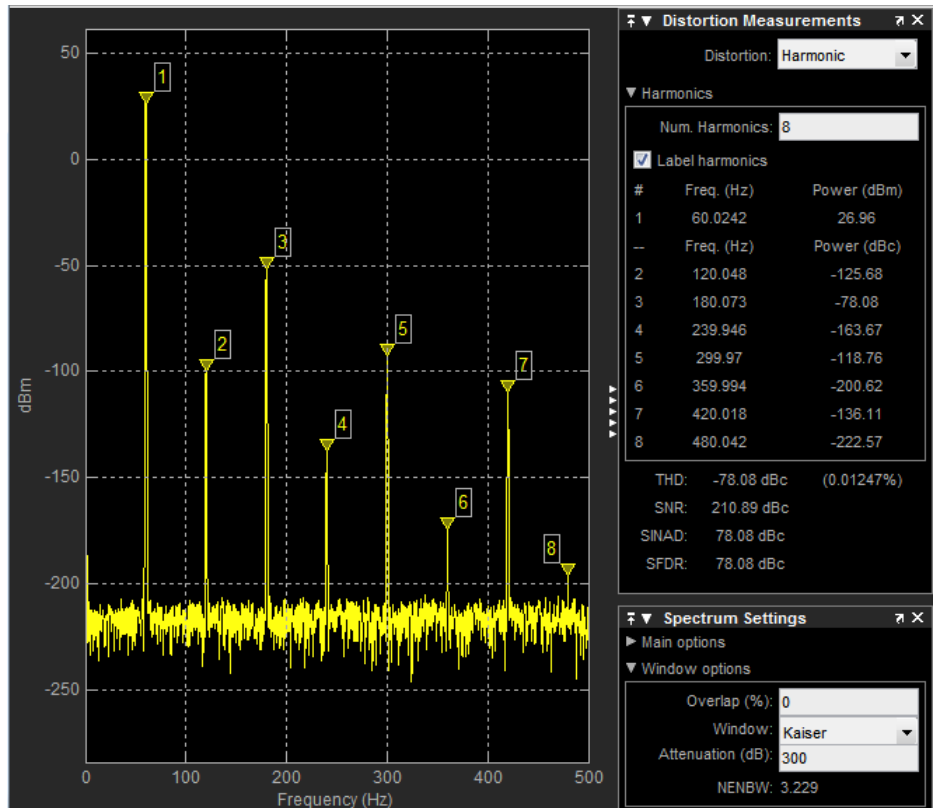 50
0
-50
-100
-150
-200
-250
dBm
0 100 200 300 400 500
Frequency (Hz)
1
2
3
4
5
6
7
8
Distortion Measurements
Distortion: Harmonic
Harmonics
Num. Harmonics: 8
Label harmonics
# Freq. (Hz) Power (dBm)
1 60.0242 26.96
-- Freq. (Hz) Power (dBc)
2 120.048 -125.68
3 180.073 -78.08
4 239.946 -163.67
5 299.97 -118.76
6 359.994 -200.62
7 420.018 -136.11
8 480.042 -222.57
THD: -78.08 dBc (0.01247%)
SNR: 210.89 dBc
SINAD: 78.08 dBc
SFDR: 78.08 dBc
Spectrum Settings
Main options
Window options
Overlap (%): 0
Window: Kaiser
Attenuation (dB): 300
NENBW: 3.229